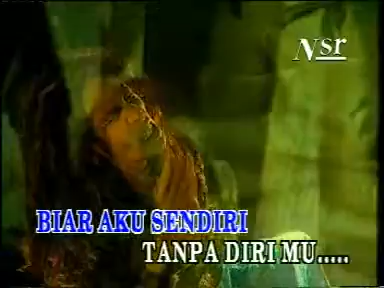 Nsr
BIAR AKU SENDIRI
TANPA DIRI MU.....